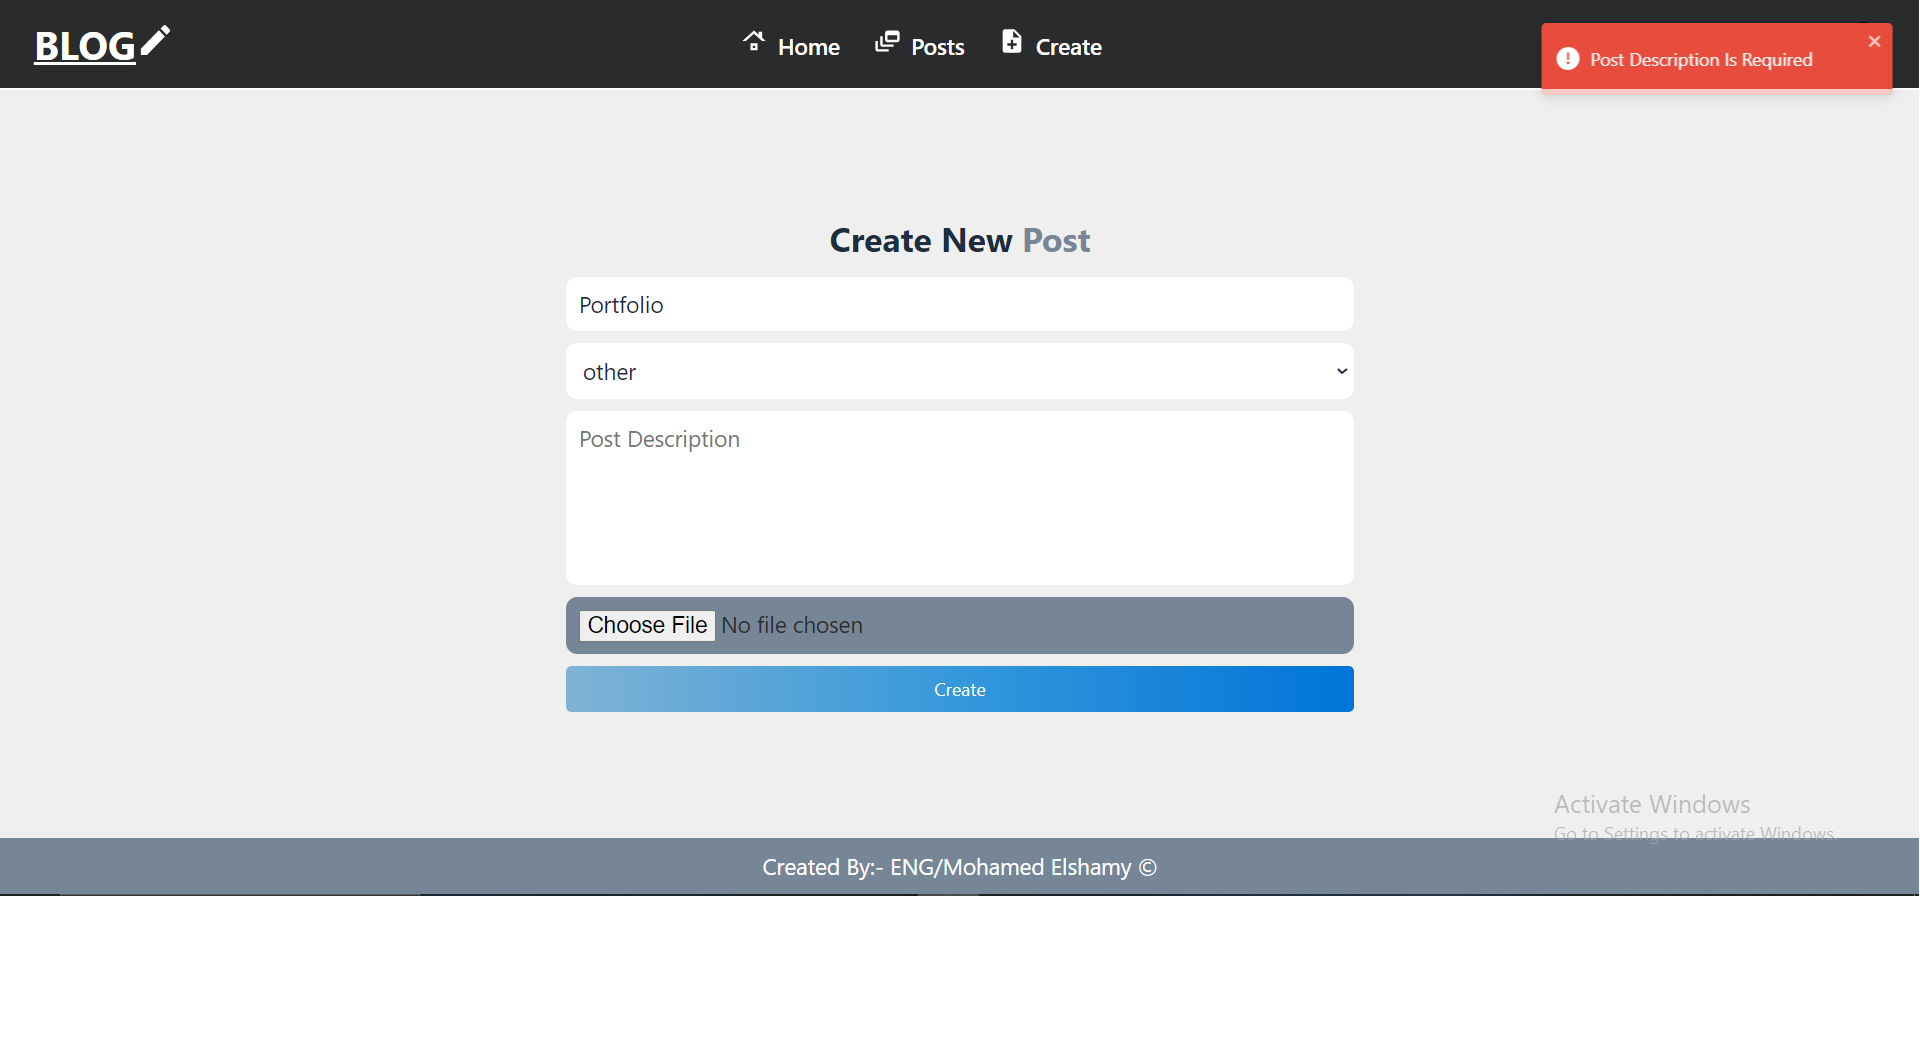 BLOG
Home
Posts
Create
Post Description Is Required
Create New Post
Portfolio
other
Post Description
Choose File No file chosen
Create
Activate Windows
Go to Settings to activate Windows.
Created By:- ENG/Mohamed Elshamy ©